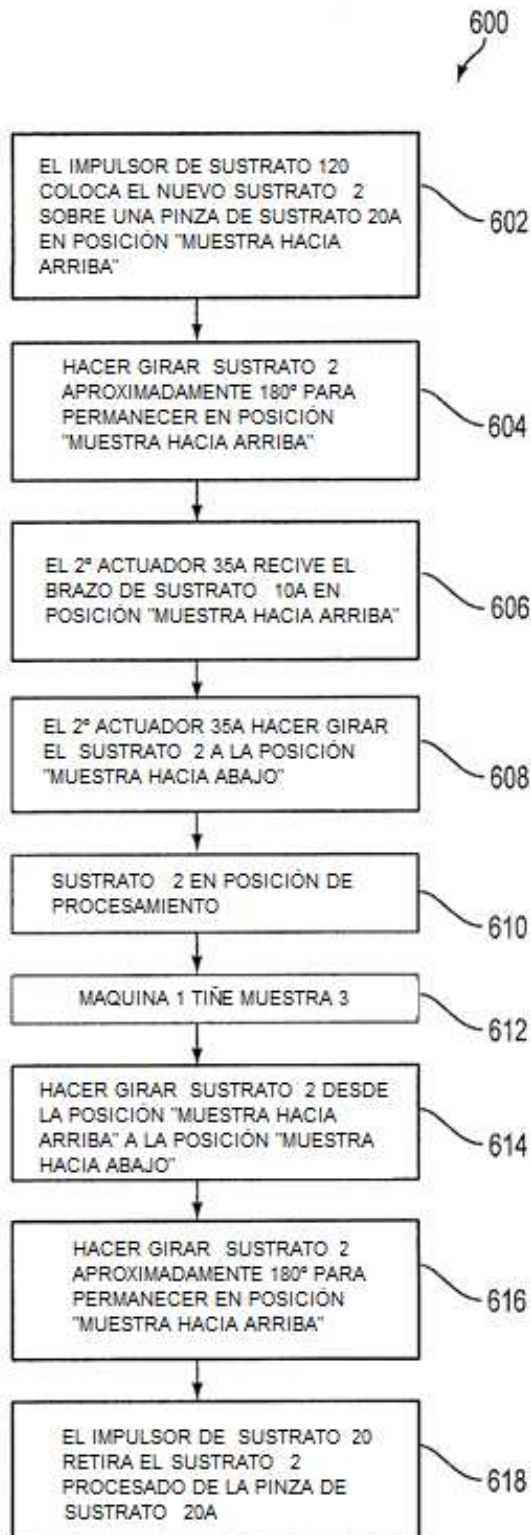 600
EL IMPULSOR DE SUSTRATO 120
COLOCA EL NUEVO SUSTRATO 2
SOBRE UNA PINZA DE SUSTRATO 20A
EN POSICIÓN "MUESTRA HACIA
ARRIBA"
602
HACER GIRAR SUSTRATO 2
APROXIMADAMENTE 180º PARA
PERMANECER EN POSICIÓN
"MUESTRA HACIA ARRIBA"
604
EL 2º ACTUADOR 35A RECIVE EL
BRAZO DE SUSTRATO 10A EN
POSICIÓN "MUESTRA HACIA ARRIBA"
606
EL 2º ACTUADOR 35A HACER GIRAR
EL SUSTRATO 2 A LA POSICIÓN
"MUESTRA HACIA ABAJO"
608
SUSTRATO 2 EN POSICIÓN DE
PROCESAMIENTO
610
MAQUINA 1 TIÑE MUESTRA 3
612
HACER GIRAR SUSTRATO 2 DESDE
LA POSICIÓN "MUESTRA HACIA
ARRIBA" A LA POSICIÓN "MUESTRA
HACIA ABAJO"
614
HACER GIRAR SUSTRATO 2
APROXIMADAMENTE 180º PARA
PERMANECER EN POSICIÓN
"MUESTRA HACIA ARRIBA"
616
EL IMPULSOR DE SUSTRATO 20
RETIRA EL SUSTRATO 2
PROCESADO DE LA PINZA DE
SUSTRATO 20A
618